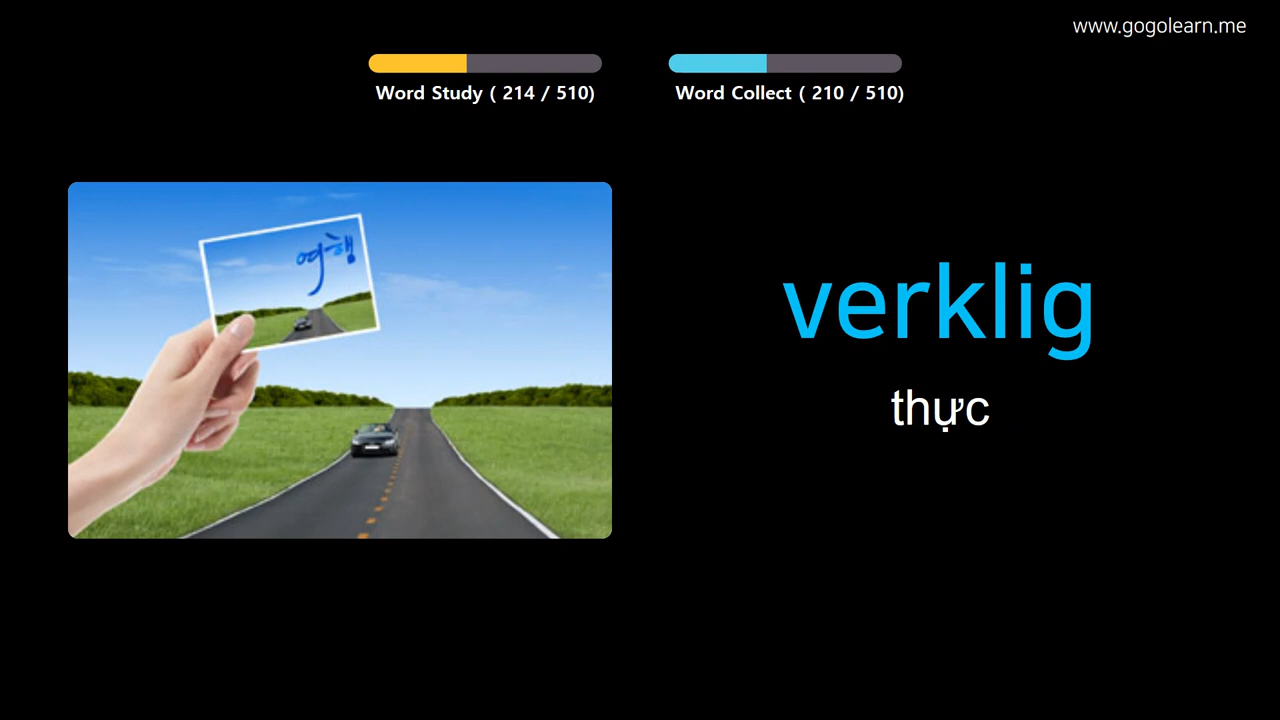 www.gogolearn.me
Word Study ( 214 / 510)
Word Collect ( 210 / 510)
여행
verklig
thực